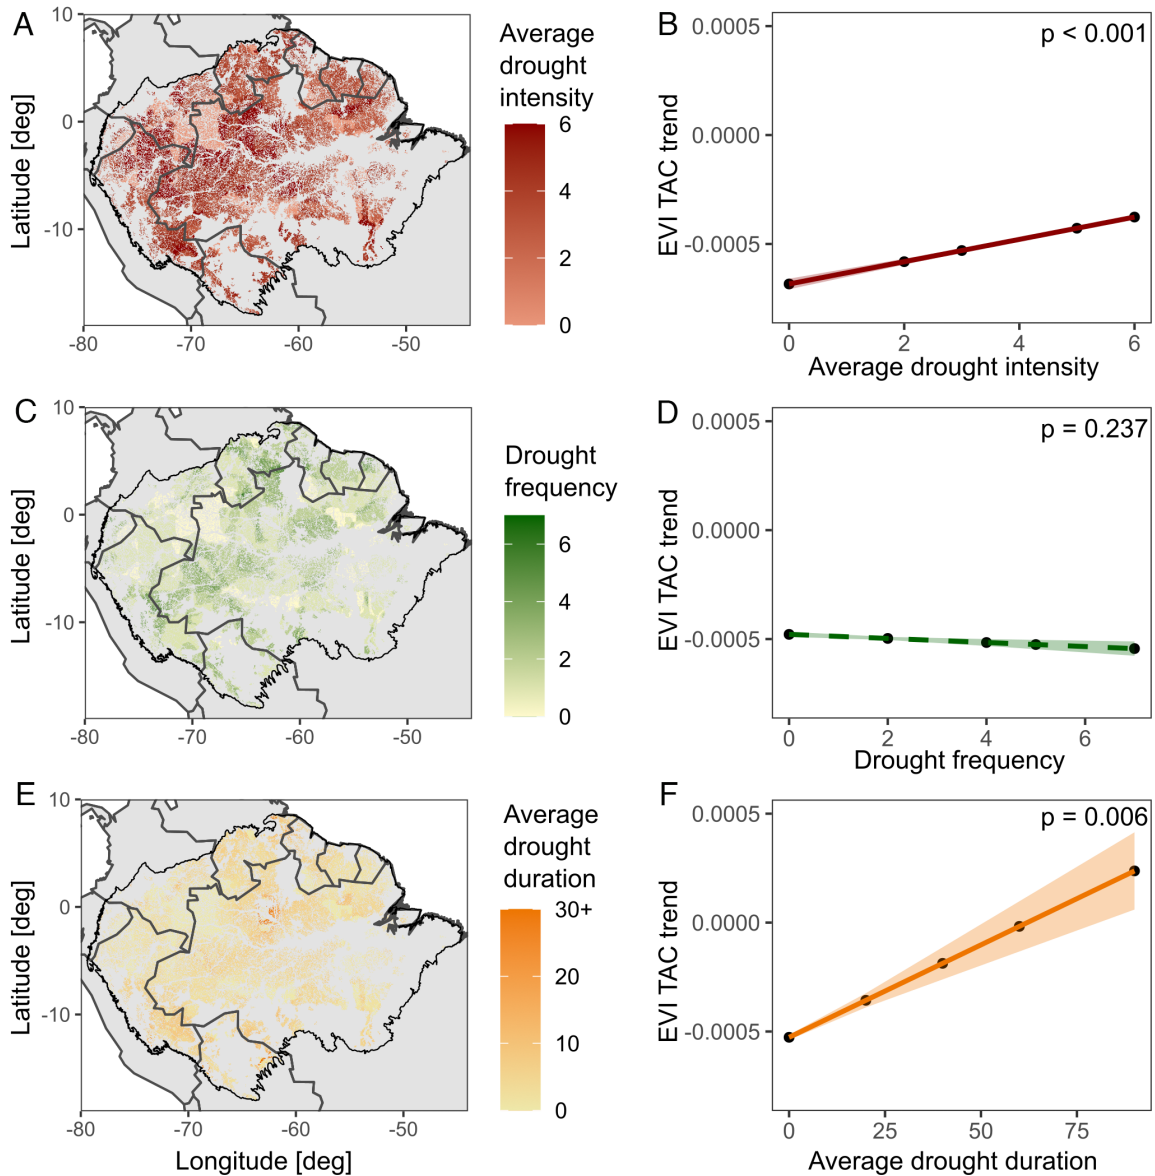 A
10
0
-10
-80
-70
-60
-50
Latitude [deg]
Average
drought
intensity
6
4
2
0
B
p < 0.001
0.0005
0.0000
-0.0005
EVI TAC trend
0
2
4
6
Average drought intensity
C
10
0
-10
-80
-70
-60
-50
Latitude [deg]
Drought
frequency
6
4
2
0
D
p = 0.237
0.0005
0.0000
-0.0005
EVI TAC trend
0
2
4
6
Drought frequency
E
10
0
-10
-80
-70
-60
-50
Latitude [deg]
Longitude [deg]
Average
drought
duration
30+
20
10
0
F
p = 0.006
0.0005
0.0000
-0.0005
EVI TAC trend
0
25
50
75
Average drought duration